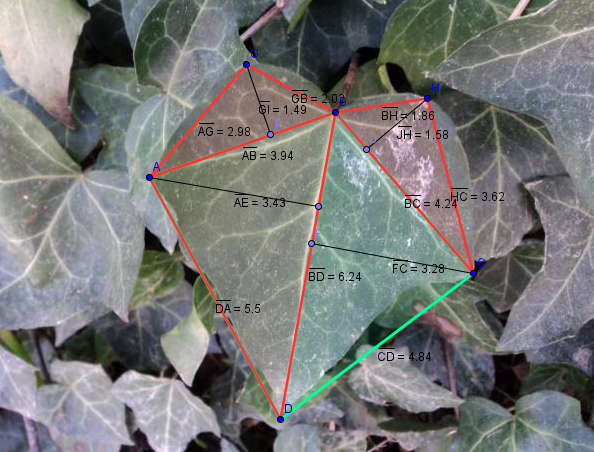 G
H
GB = 2.02
GI = 1.49
B
BH = 1.86
I
AG = 2.98
JH = 1.58
AB = 3.94
A
HC = 3.62
AE = 3.43
BC = 4.24
C
FC = 3.28
BD = 6.24
DA = 5.5
CD = 4.84
D